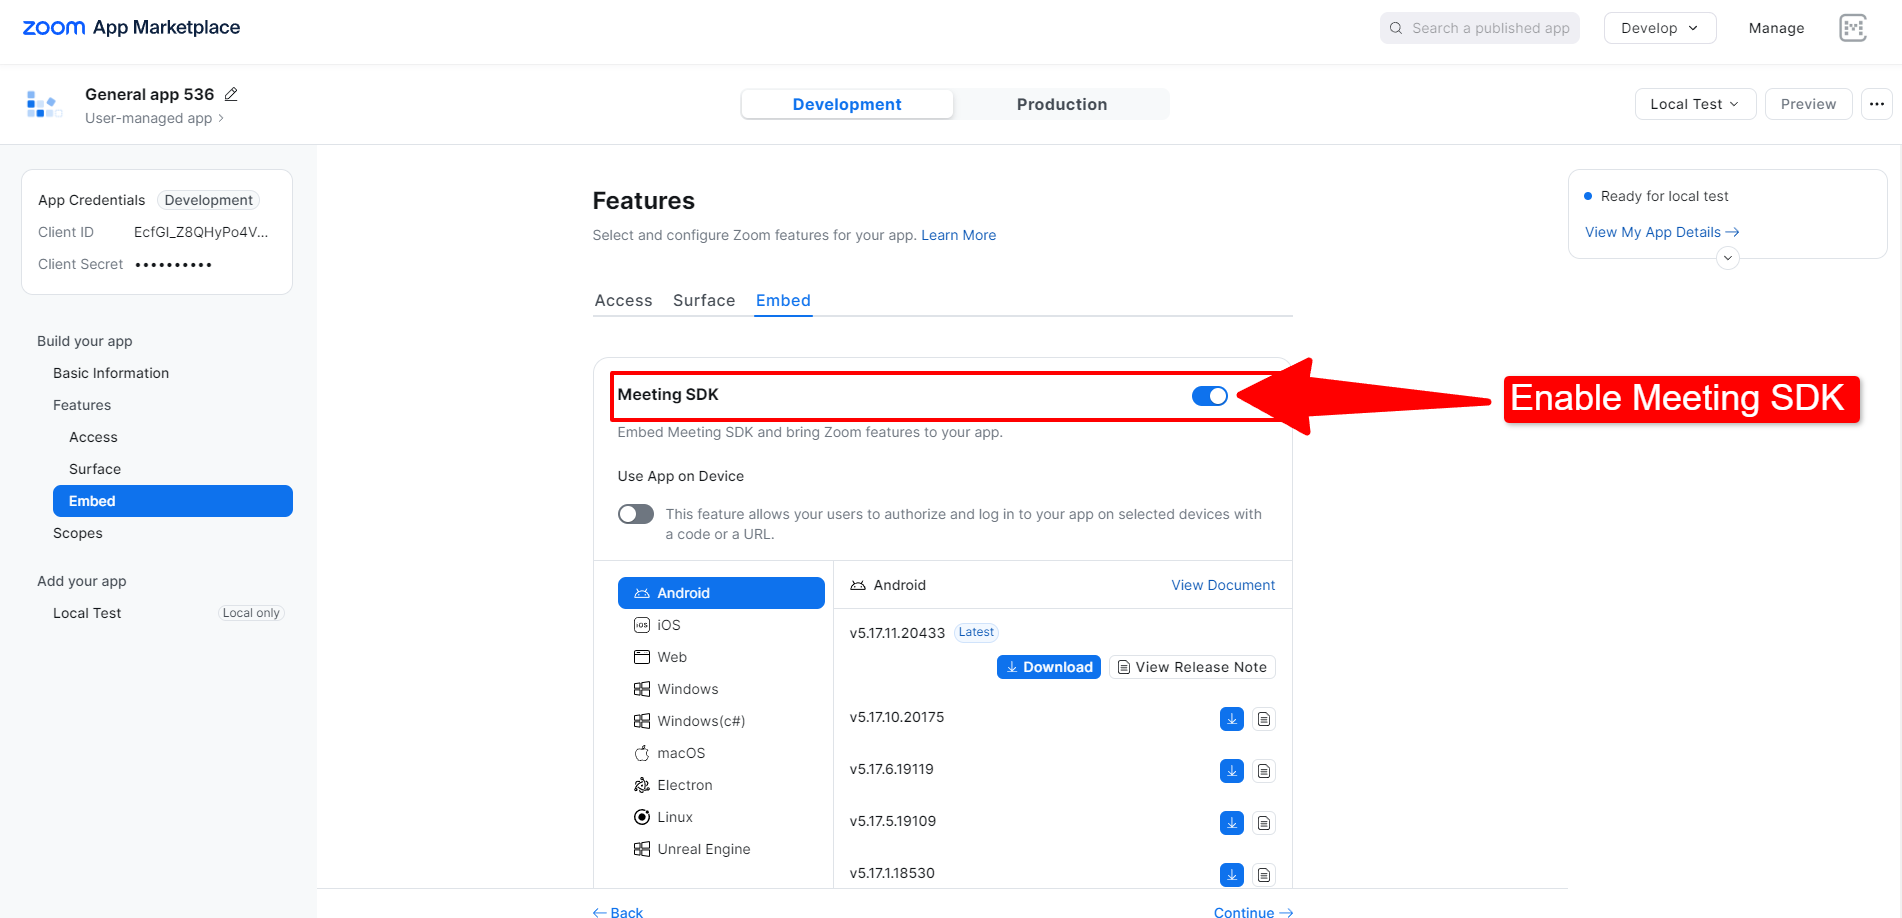 zoom App Marketplace
Search a published app
Develop
Manage
General app 536
User-managed app
Development
Production
Local Test
Preview
App Credentials
Development
Client ID
EcfGI_Z8QHyPo4V...
Client Secret
••••••••••
Build your app
Basic Information
Features
Access
Surface
Embed
Scopes
Add your app
Local Test
Local only
Features
Select and configure Zoom features for your app. Learn More
Access
Surface
Embed
Meeting SDK
Embed Meeting SDK and bring Zoom features to your app.
Use App on Device
This feature allows your users to authorize and log in to your app on selected devices with
a code or a URL.
Android
iOS
Web
Windows
Windows(c#)
macOS
Electron
Linux
Unreal Engine
Android
View Document
v5.17.11.20433
Latest
Download
View Release Note
v5.17.10.20175
v5.17.6.19119
v5.17.5.19109
v5.17.1.18530
Back
Continue
Ready for local test
View My App Details
Enable Meeting SDK